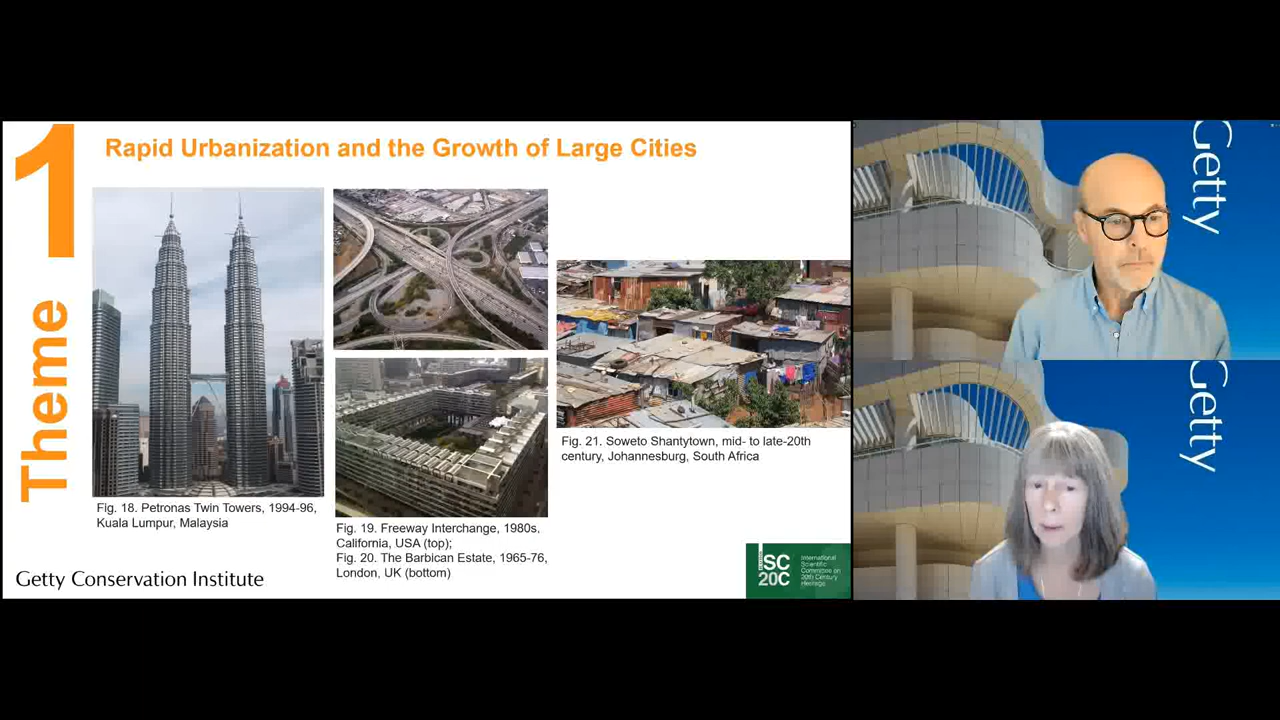 1
Theme
Rapid Urbanization and the Growth of Large Cities
Fig. 18. Petronas Twin Towers, 1994-96,
Kuala Lumpur, Malaysia
Fig. 19. Freeway Interchange, 1980s.
California, USA (top);
Fig. 20. The Barbican Estate, 1965-76,
London, UK (bottom)
Fig. 21. Soweto Shantytown, mid- to late-20th
century, Johannesburg, South Africa
Getty Conservation Institute
ISC
20C
International
Scientific
Committee on
20th Century
Heritage
Getty
Getty